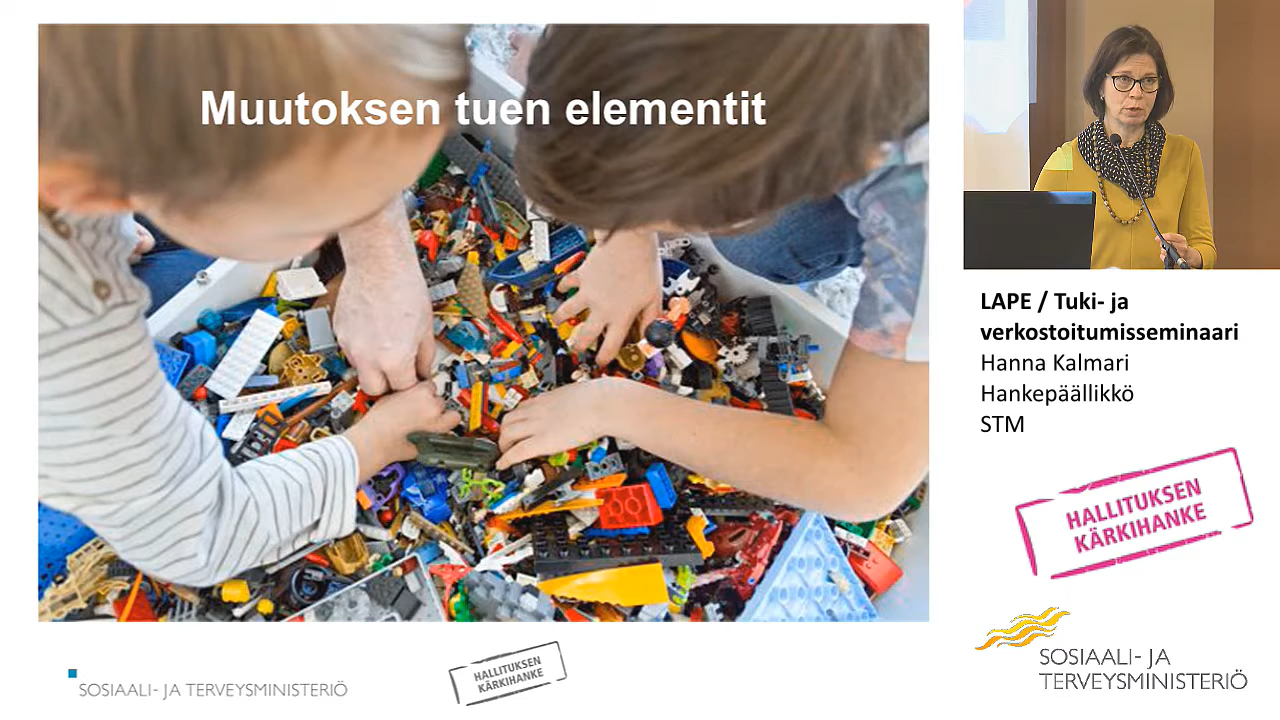 Muutoksen tuen elementit
LAPE / Tuki- ja
verkostoitumisseminaari
Hanna Kalmari
Hankepäällikkö
STM
HALLITUKSEN
KÄRKIHANKE
SOSIAALI- JA
TERVEYSMINISTERIÖ
SOSIAALI- JA TERVEYSMINISTERIÖ
HALLITUKSEN
KÄRKIHANKE